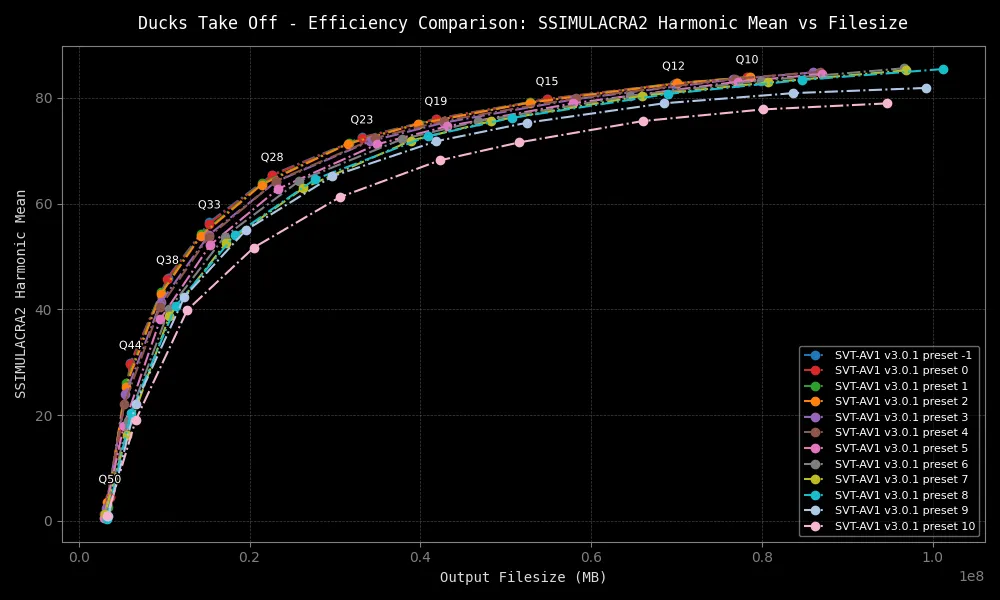 Ducks Take Off - Efficiency Comparison: SSIMULACRA2 Harmonic Mean vs Filesize
SSIMULACRA2 Harmonic Mean
80
60
40
20
0
Q50
Q44
Q38
Q33
Q28
Q23
Q19
Q15
Q12
Q10
SVT-AV1 v3.0.1 preset -1
SVT-AV1 v3.0.1 preset 0
SVT-AV1 v3.0.1 preset 1
SVT-AV1 v3.0.1 preset 2
SVT-AV1 v3.0.1 preset 3
SVT-AV1 v3.0.1 preset 4
SVT-AV1 v3.0.1 preset 5
SVT-AV1 v3.0.1 preset 6
SVT-AV1 v3.0.1 preset 7
SVT-AV1 v3.0.1 preset 8
SVT-AV1 v3.0.1 preset 9
SVT-AV1 v3.0.1 preset 10
0.0 0.2 0.4 0.6 0.8 1.0
1e8
Output Filesize (MB)